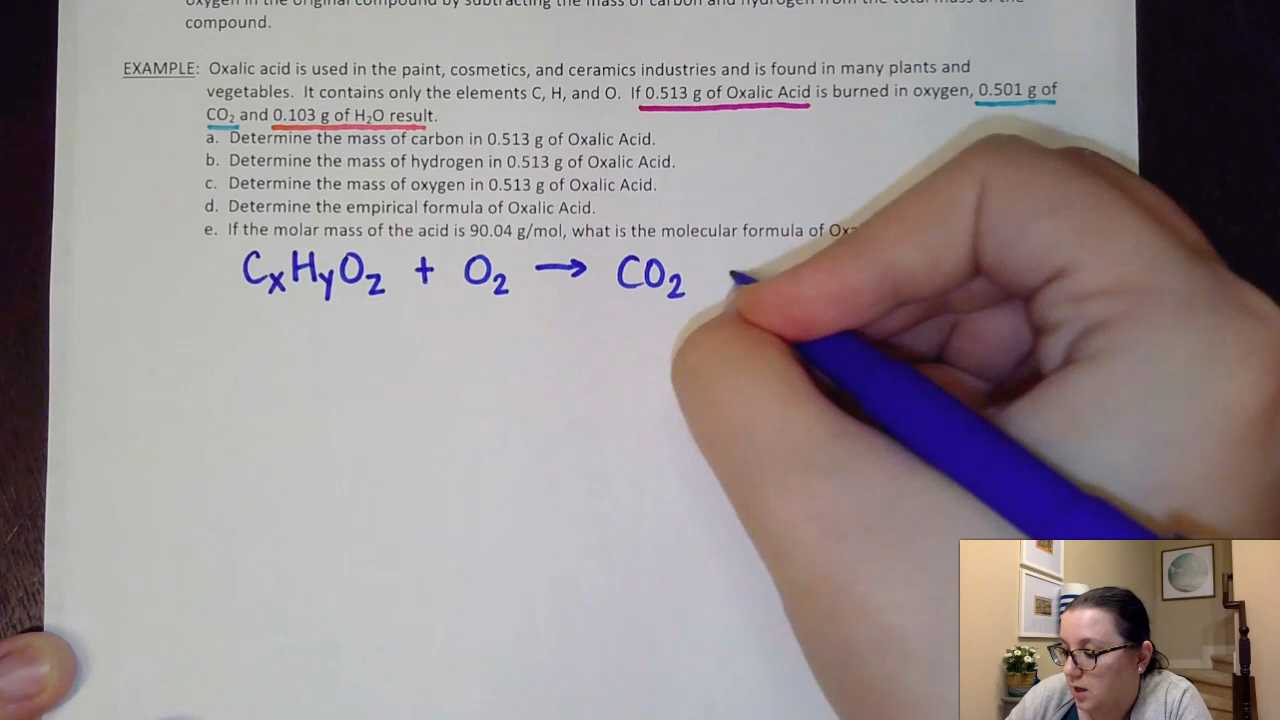 oxygen in the original compound by subtracting the mass of carbon and hydrogen from the total mass of the
compound.
EXAMPLE: Oxalic acid is used in the paint, cosmetics, and ceramics industries and is found in many plants and
vegetables. It contains only the elements C, H, and O. If 0.513 g of Oxalic Acid is burned in oxygen, 0.501 g of
CO₂ and 0.103 g of H₂O result.
a. Determine the mass of carbon in 0.513 g of Oxalic Acid.
b. Determine the mass of hydrogen in 0.513 g of Oxalic Acid.
c. Determine the mass of oxygen in 0.513 g of Oxalic Acid.
d. Determine the empirical formula of Oxalic Acid.
e. If the molar mass of the acid is 90.04 g/mol, what is the molecular formula of
CxHyOz + O₂ → CO₂